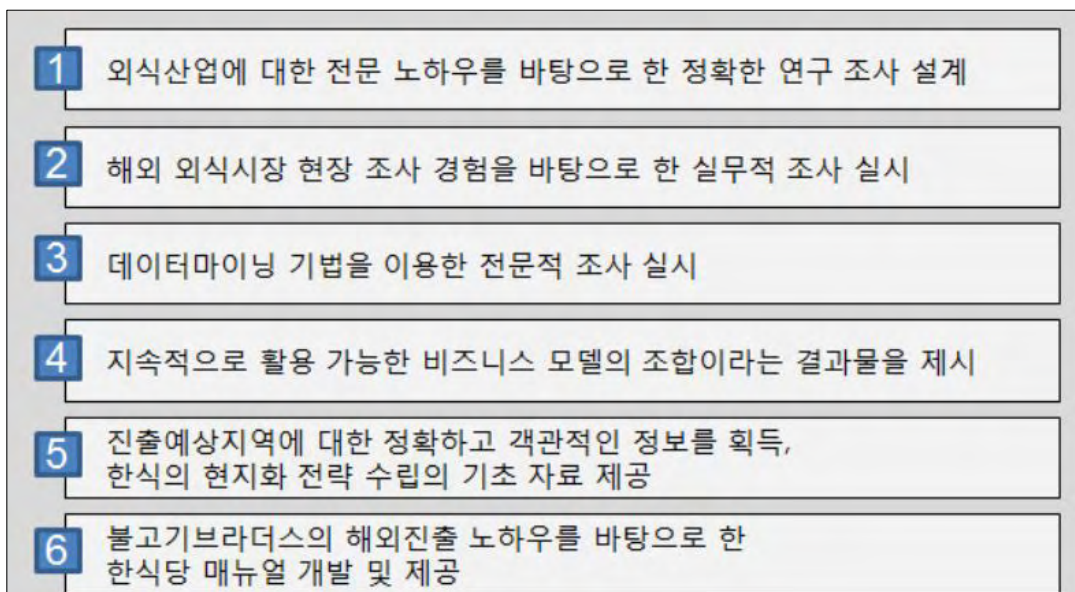 1 외식산업에 대한 전문 노하우를 바탕으로 한 정확한 연구 조사 설계
2 해외 외식시장 현장 조사 경험을 바탕으로 한 실무적 조사 실시
3 데이터마이닝 기법을 이용한 전문적 조사 실시
4 지속적으로 활용 가능한 비즈니스 모델의 조합이라는 결과물을 제시
5 진출예상지역에 대한 정확하고 객관적인 정보를 획득,
한식의 현지화 전략 수립의 기초 자료 제공
6 불고기브라더스의 해외진출 노하우를 바탕으로 한
한식당 매뉴얼 개발 및 제공